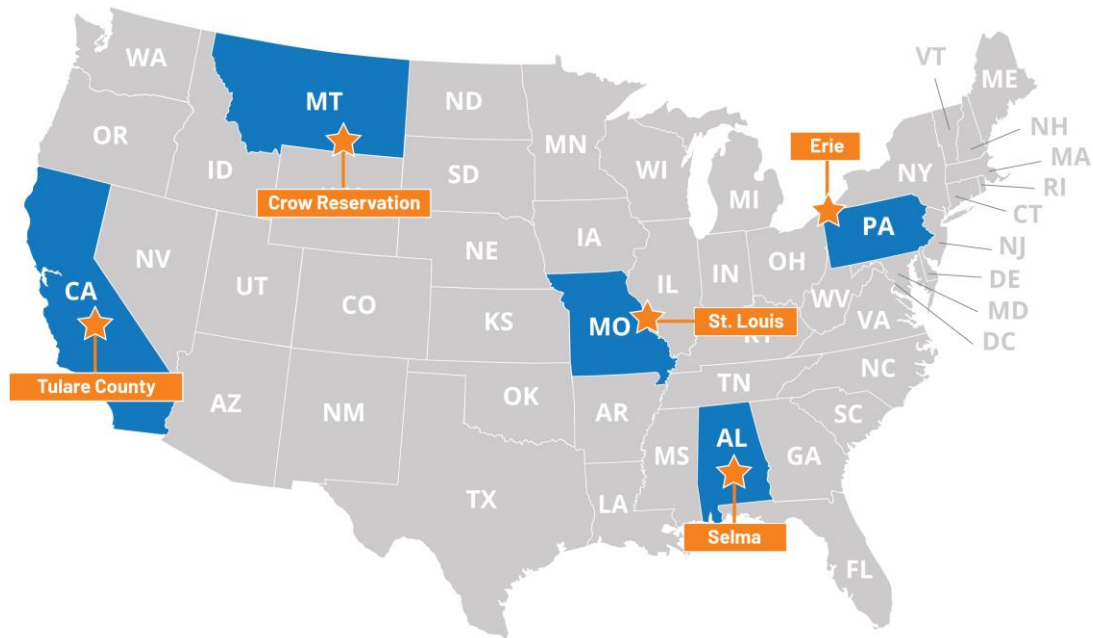 WA
MT
ND
MN
VT
ME
OR
ID
SD
WI
MI
NY
NH
MA
RI
CT
NJ
DE
MD
DC
Erie
Crow Reservation
NV
UT
CO
NE
KS
IA
IL
IN
OH
PA
WV
VA
KY
CA
Tulare County
MO
St. Louis
AZ
NM
OK
AR
TN
NC
SC
MS
AL
GA
Selma
TX
LA
FL